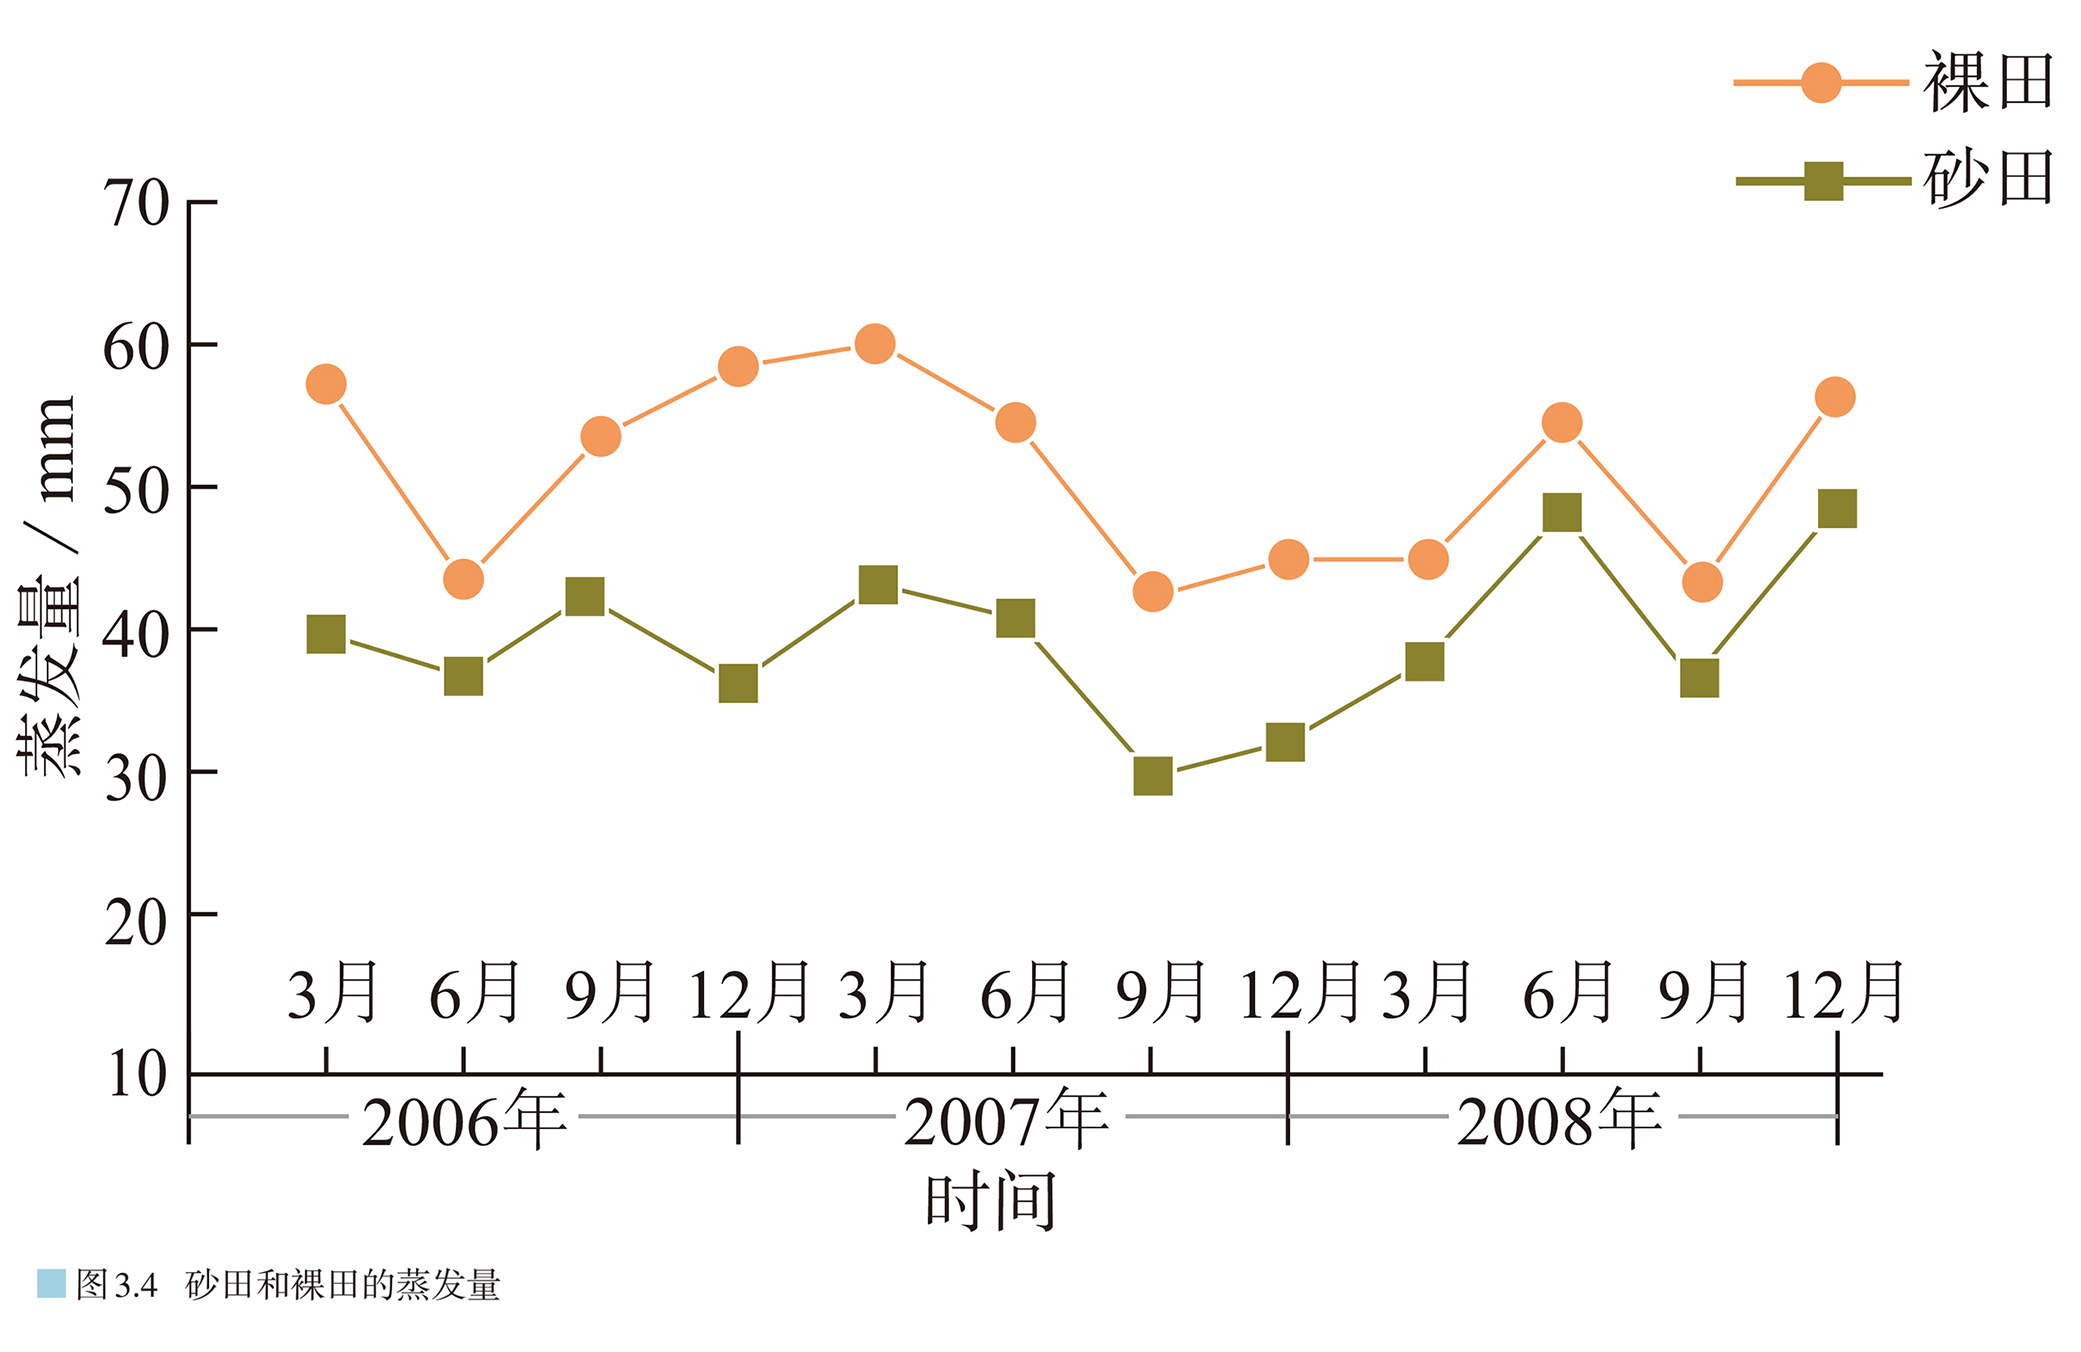 裸田
砂田
蒸发量 / mm
70
60
50
40
30
20
10
3月 6月 9月 12月 3月 6月 9月 12月 3月 6月 9月 12月
2006年 2007年 2008年
时间
图3.4 砂田和裸田的蒸发量